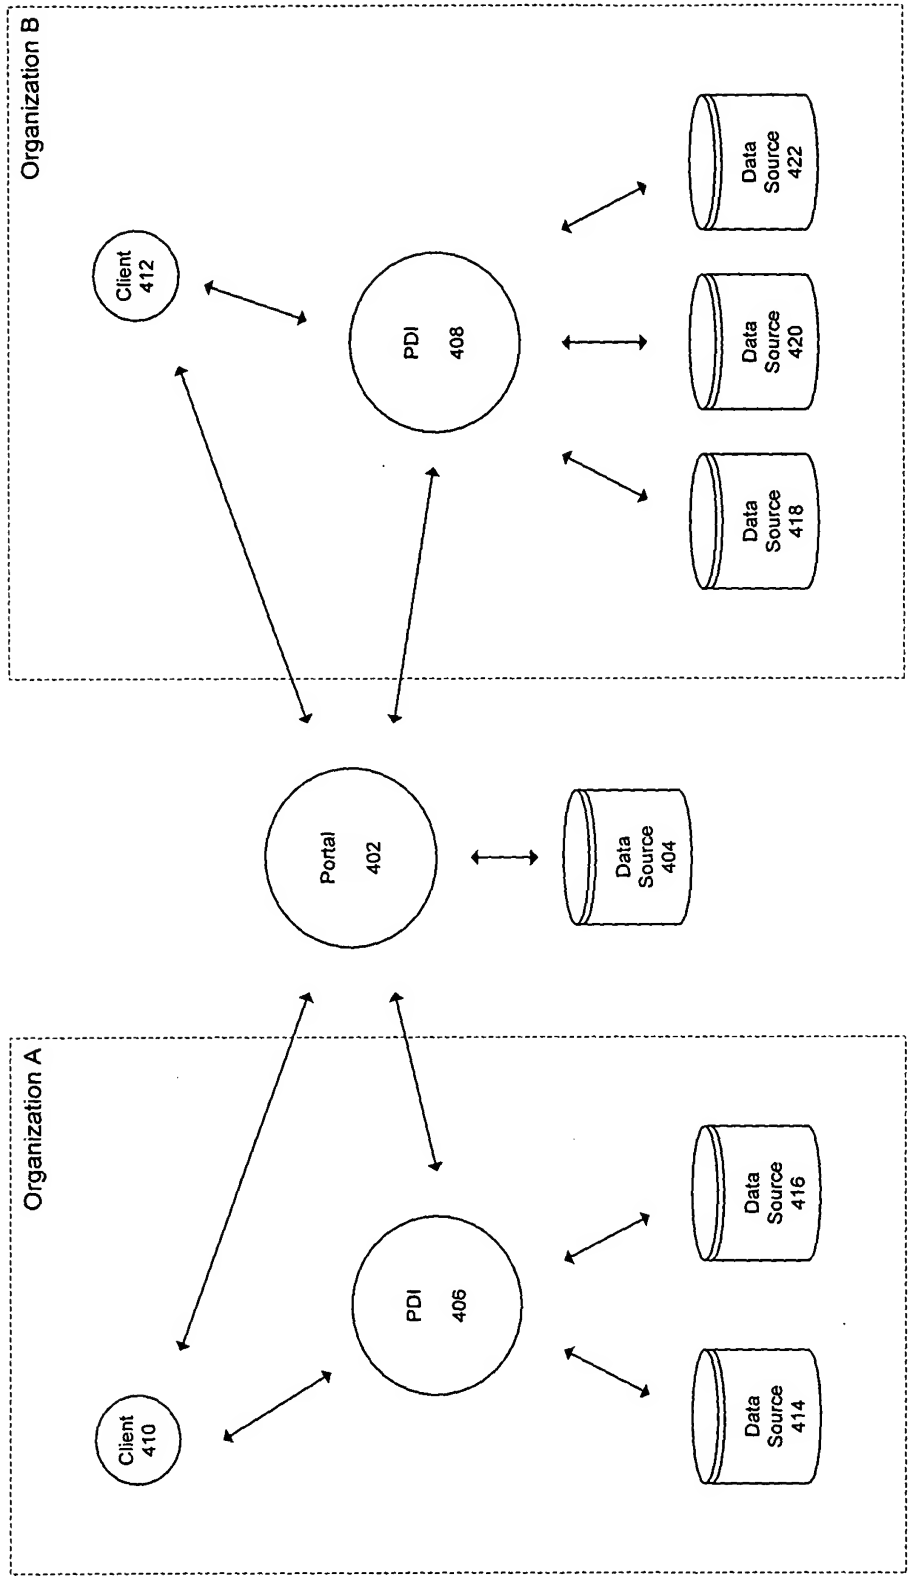 Organization A
Client
410
PDI
406
Data
Source
414
Data
Source
416
Portal
402
Data
Source
404
Organization B
Client
412
PDI
408
Data
Source
418
Data
Source
420
Data
Source
422